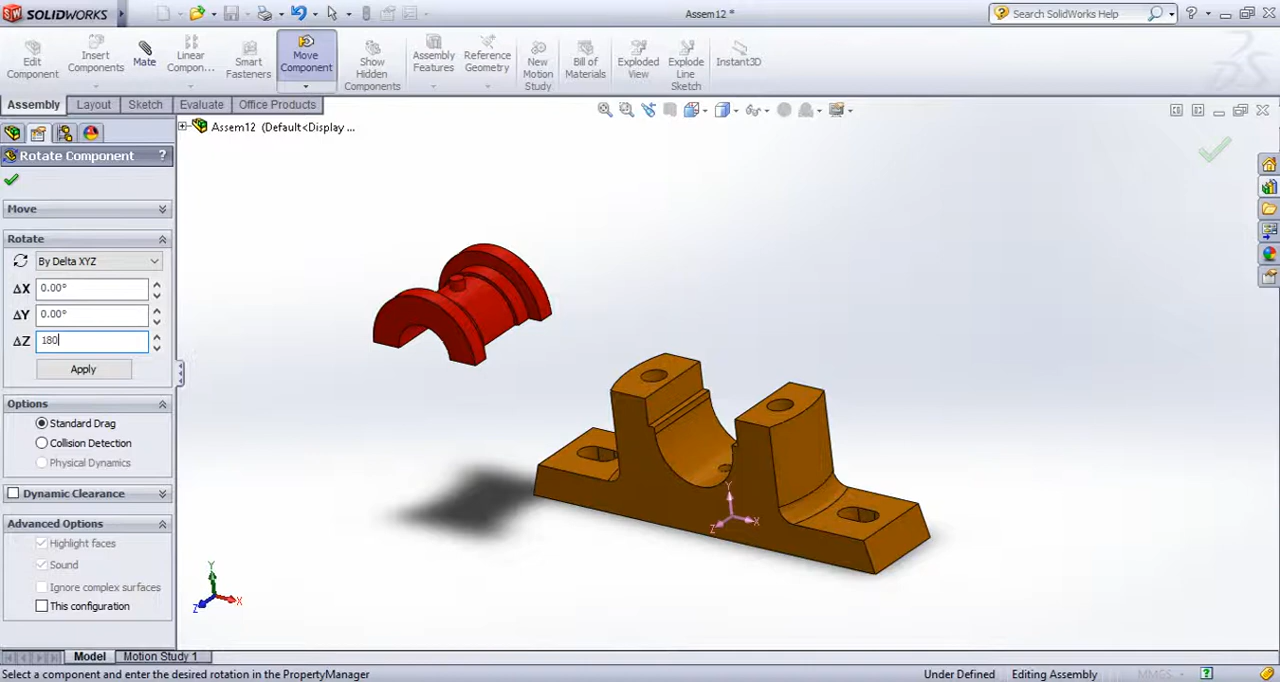 SOLIDWORKS
Assem12 *
Search SolidWorks Help
Edit Component
Insert Components
Mate
Linear Compon...
Smart Fasteners
Move Component
Show Hidden Components
Assembly Features
Reference Geometry
New Motion Study
Bill of Materials
Exploded View
Explode Line Sketch
Instant3D
Assembly Layout Sketch Evaluate Office Products
Assem12 (Default<Display ...
Rotate Component ?
Move
Rotate
By Delta XYZ
ΔX 0.00°
ΔY 0.00°
ΔZ 180
Apply
Options
Standard Drag
Collision Detection
Physical Dynamics
Dynamic Clearance
Advanced Options
Highlight faces
Sound
Ignore complex surfaces
This configuration
Y
Z X
Y
Z X
Model Motion Study 1
Select a component and enter the desired rotation in the PropertyManager Under Defined Editing Assembly MMGS ?